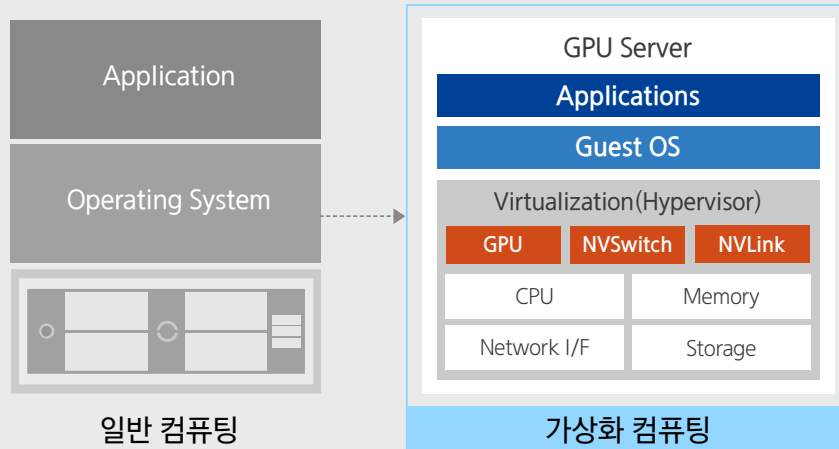 Application
Operating System
일반 컴퓨팅
GPU Server
Applications
Guest OS
Virtualization(Hypervisor)
GPU NVSwitch NVLink
CPU Memory
Network I/F Storage
가상화 컴퓨팅